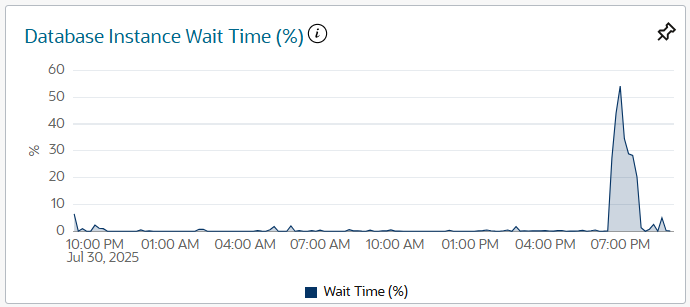 Database Instance Wait Time (%) i
60
50
40
30
20
10
0
%
10:00 PM 01:00 AM 04:00 AM 07:00 AM 10:00 AM 01:00 PM 04:00 PM 07:00 PM
Jul 30, 2025
Wait Time (%)